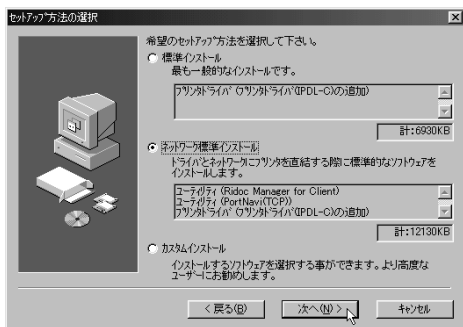 セットアップ方法の選択
希望のセットアップ方法を選択して下さい。
標準インストール
最も一般的なインストールです。
プリンタドライバ (プリンタドライバ(RPDL-C)の追加)
計:6930KB
ネットワーク標準インストール
ドライバとネットワークにプリンタを直結する際に標準的なソフトウェアを
インストールします。
ユーティリティ (Ridoc Manager for Client)
ユーティリティ (PortNavi(TCP))
プリンタドライバ (プリンタドライバ(RPDL-C)の追加)
計:12130KB
カスタムインストール
インストールするソフトウェアを選択する事ができます。より高度な
ユーザーにお勧めします。
< 戻る(B)
次へ(N) >
キャンセル